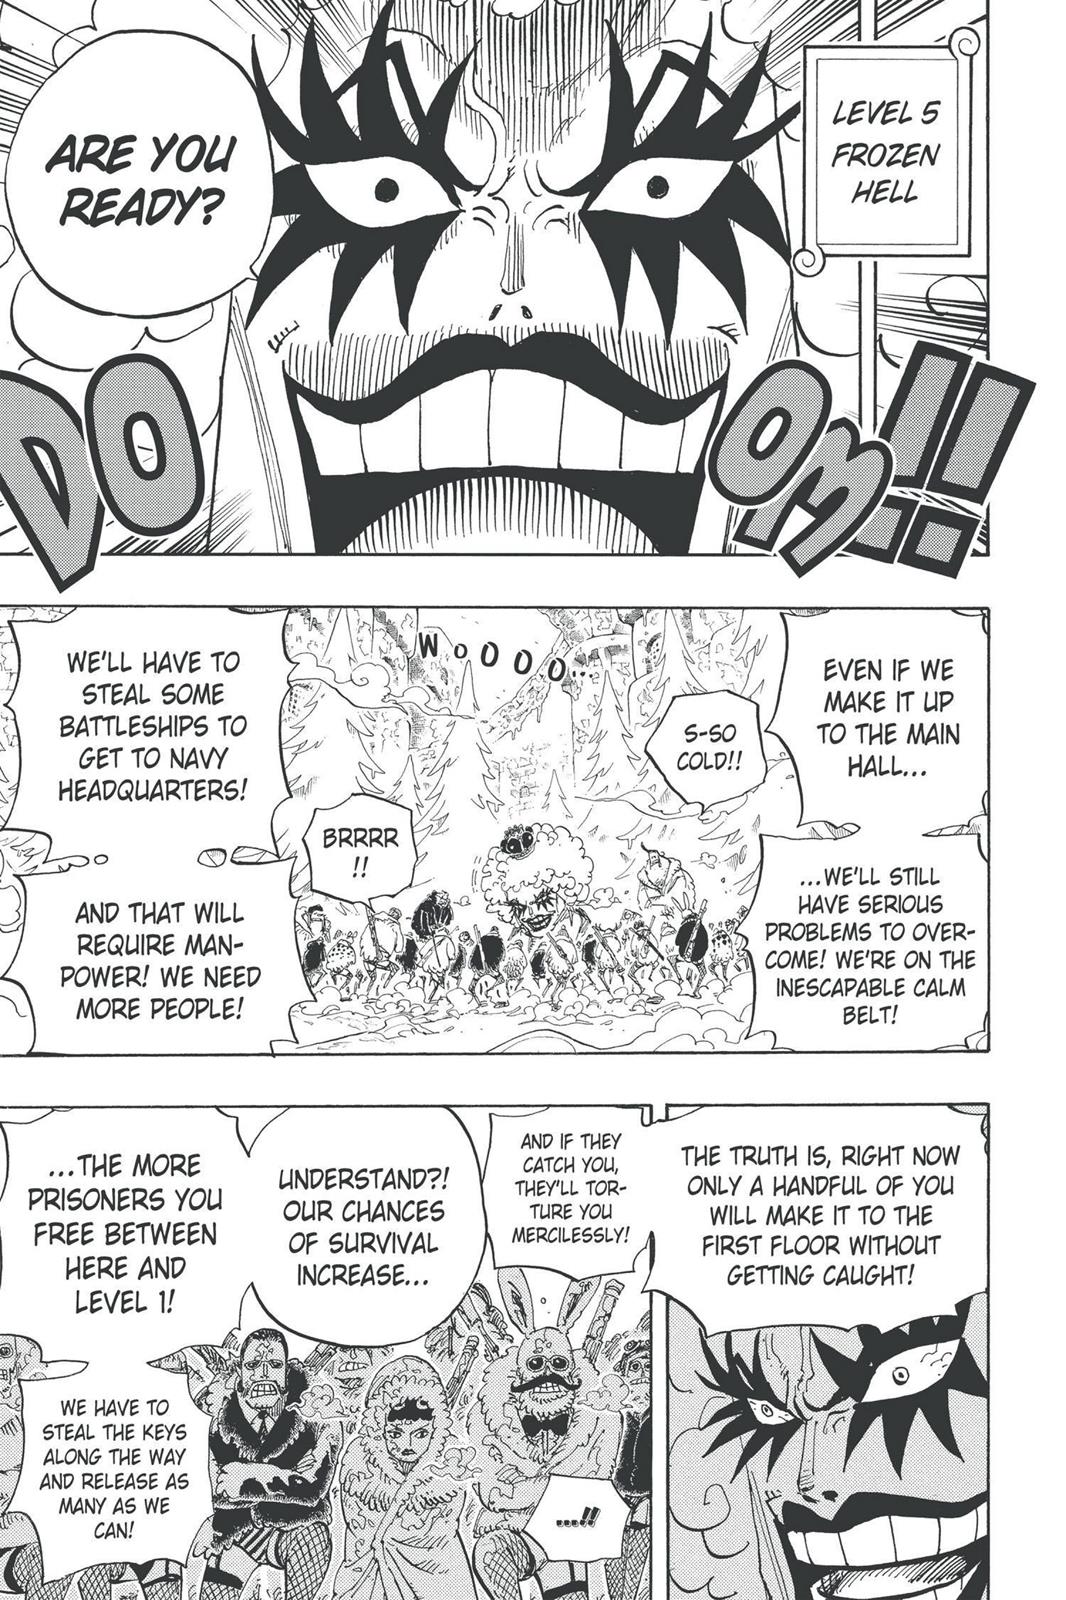 LEVEL 5
FROZEN
HELL
ARE YOU
READY?
DOOM!!
EVEN IF WE
MAKE IT UP
TO THE MAIN
HALL...
...WE'LL STILL
HAVE SERIOUS
PROBLEMS TO OVER-
COME! WE'RE ON THE
INESCAPABLE CALM
BELT!
S-SO
COLD!!
WOOOO...
BRRRR
!!
WE'LL HAVE TO
STEAL SOME
BATTLESHIPS TO
GET TO NAVY
HEADQUARTERS!
AND THAT WILL
REQUIRE MAN-
POWER! WE NEED
MORE PEOPLE!
THE TRUTH IS, RIGHT NOW
ONLY A HANDFUL OF YOU
WILL MAKE IT TO THE
FIRST FLOOR WITHOUT
GETTING CAUGHT!
AND IF THEY
CATCH YOU,
THEY'LL TOR-
TURE YOU
MERCILESSLY!
UNDERSTAND?!
OUR CHANCES
OF SURVIVAL
INCREASE...
...THE MORE
PRISONERS YOU
FREE BETWEEN
HERE AND
LEVEL 1!
WE HAVE TO
STEAL THE KEYS
ALONG THE WAY
AND RELEASE AS
MANY AS WE
CAN!
....!!